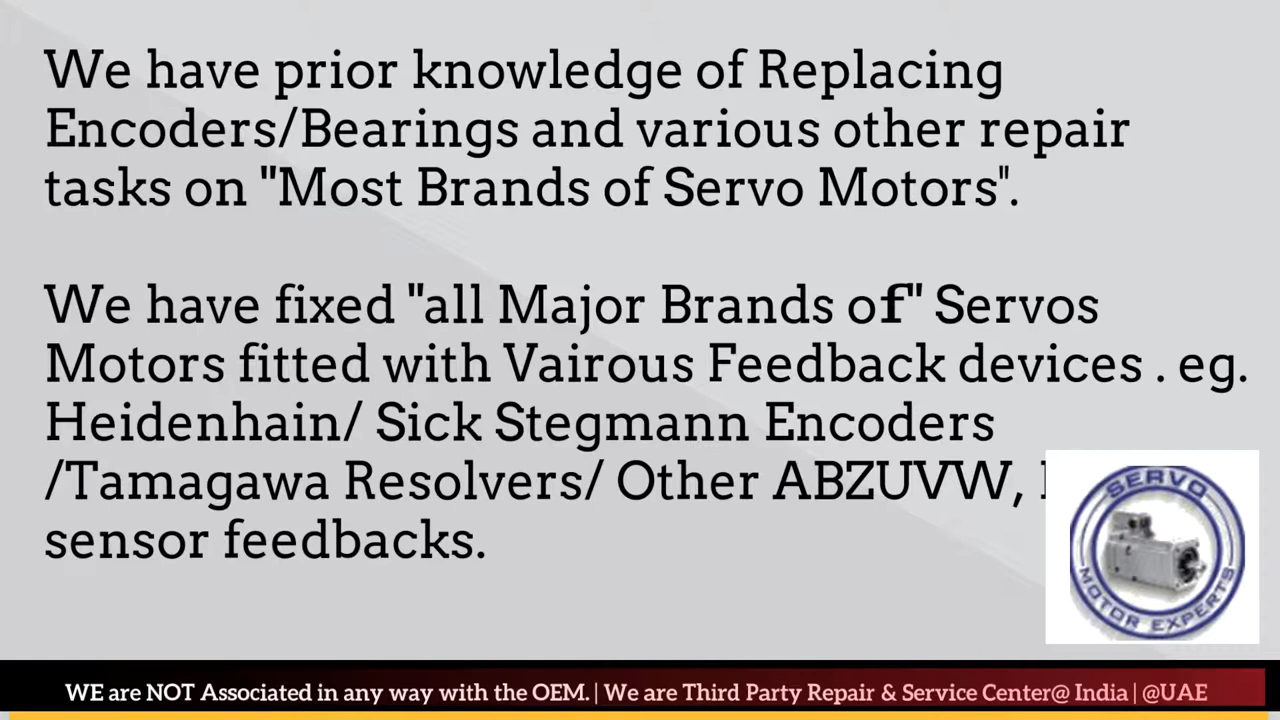 We have prior knowledge of Replacing
Encoders/Bearings and various other repair
tasks on "Most Brands of Servo Motors".
We have fixed "all Major Brands of" Servos
Motors fitted with Vairous Feedback devices . eg.
Heidenhain/ Sick Stegmann Encoders
/Tamagawa Resolvers/ Other ABZUVW,
sensor feedbacks.
SERVO
MOTOR EXPERTS
WE are NOT Associated in any way with the OEM. | We are Third Party Repair & Service Center@ India | @UAE